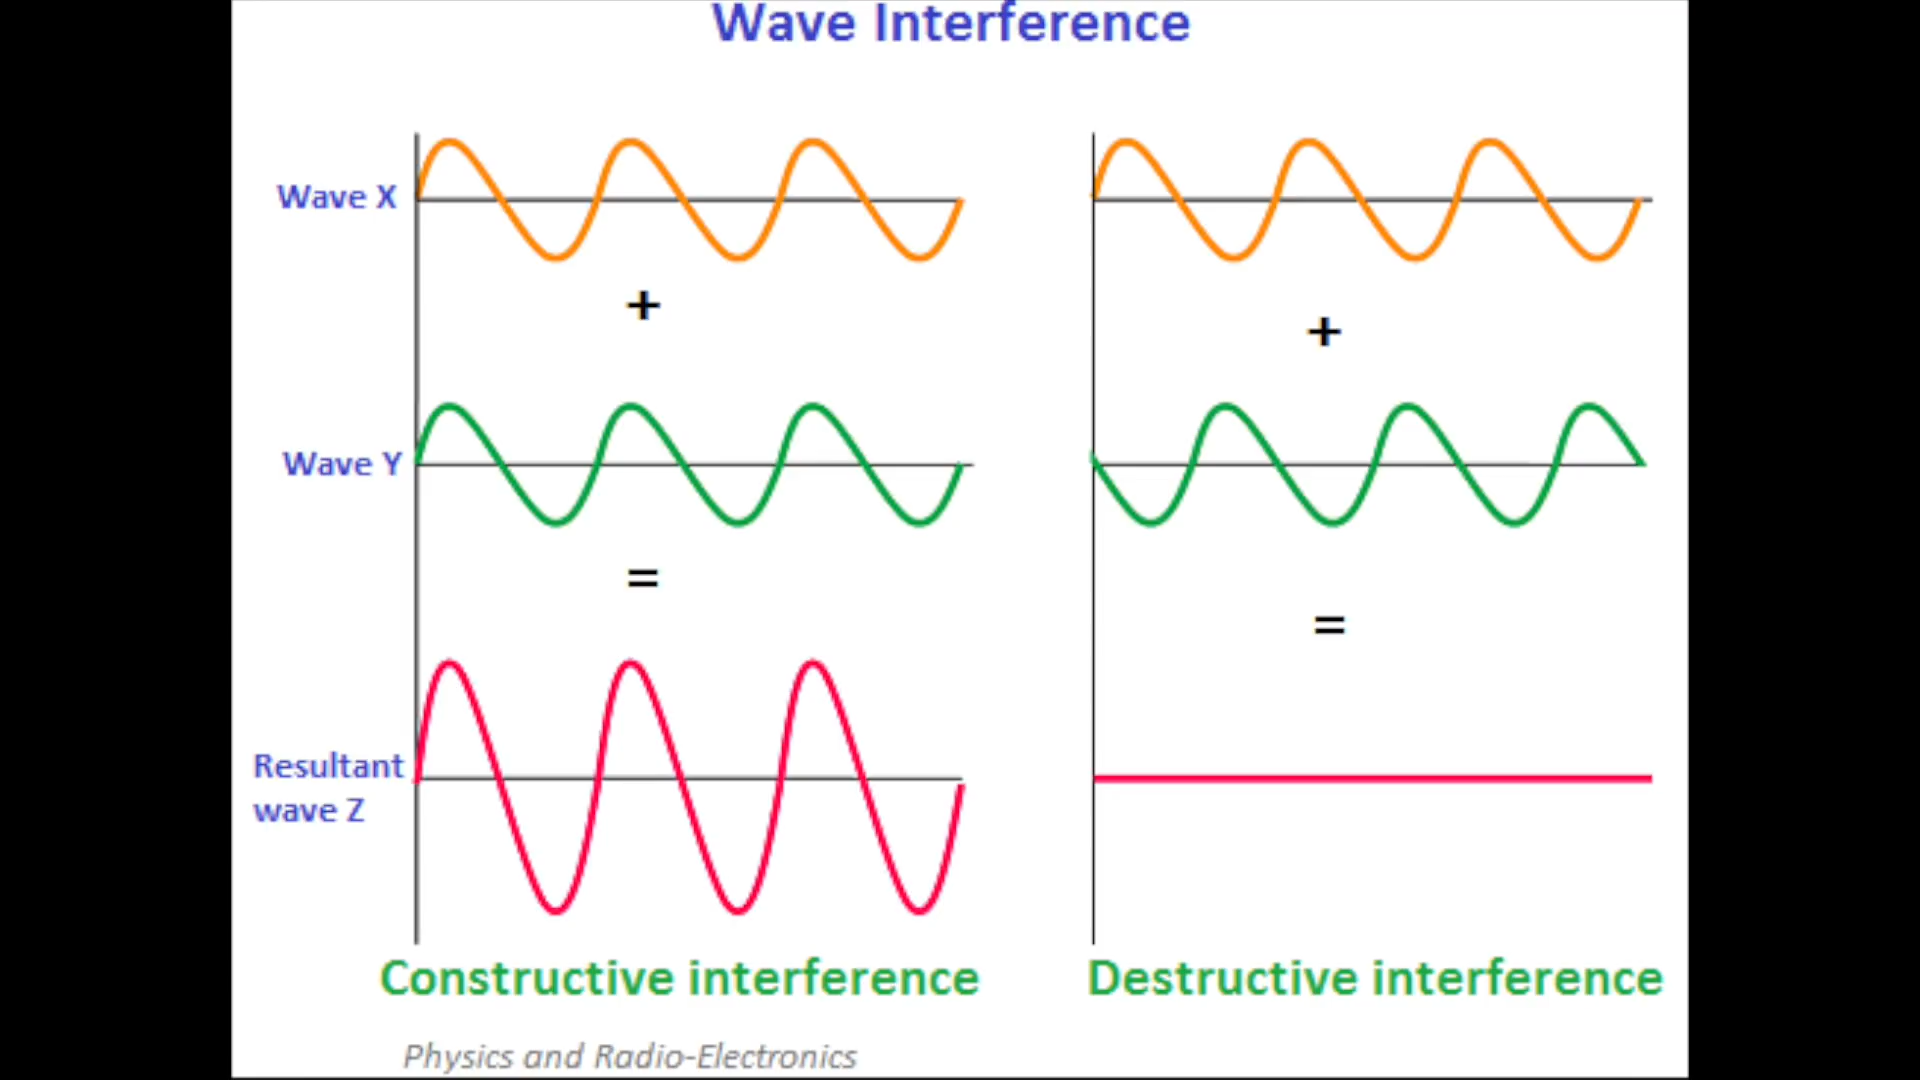 Wave Interference
Wave X
+
+
Wave Y
=
=
Resultant
wave Z
Constructive interference
Destructive interference
Physics and Radio-Electronics